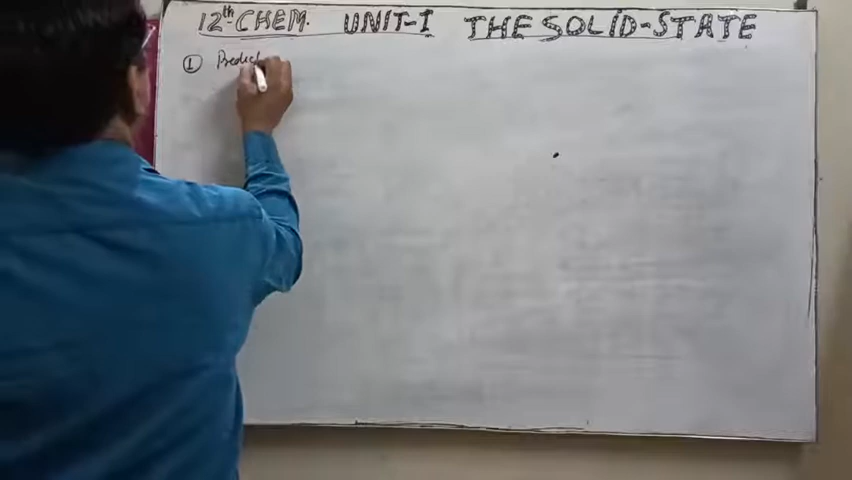 12th CHEM. UNIT-I THE SOLID-STATE
① Predict